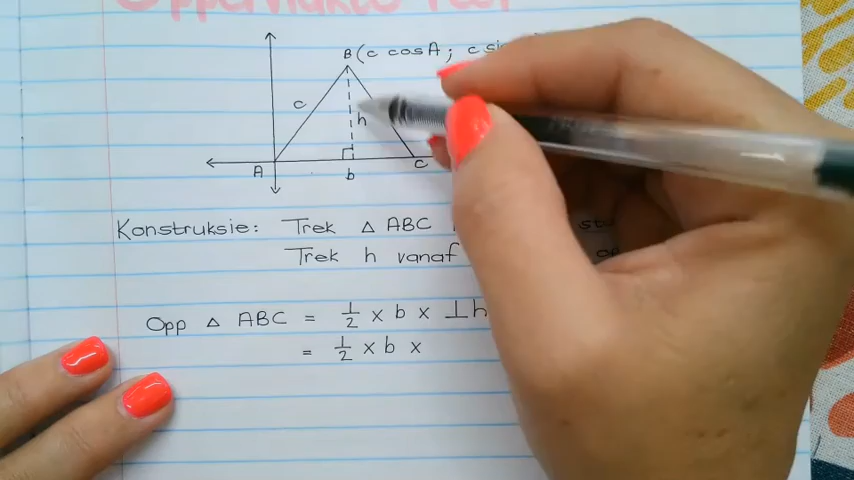 B (c cosA ; c
c
h
A
b
C
Konstruksie: Trek △ ABC
Trek h vanaf
Opp △ ABC = 1/2 × b × ⊥h
= 1/2 × b ×